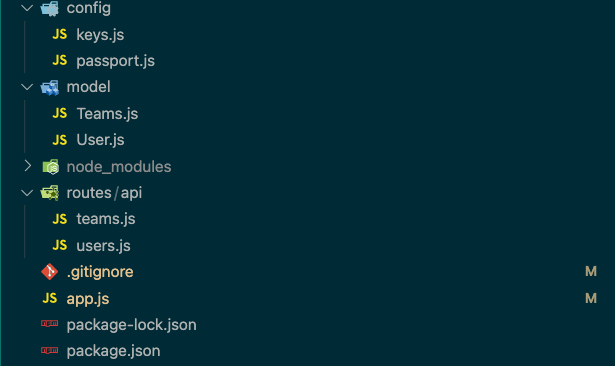 config
JS keys.js
JS passport.js
model
JS Teams.js
JS User.js
node_modules
routes/api
JS teams.js
JS users.js
.gitignore M
JS app.js M
package-lock.json
package.json